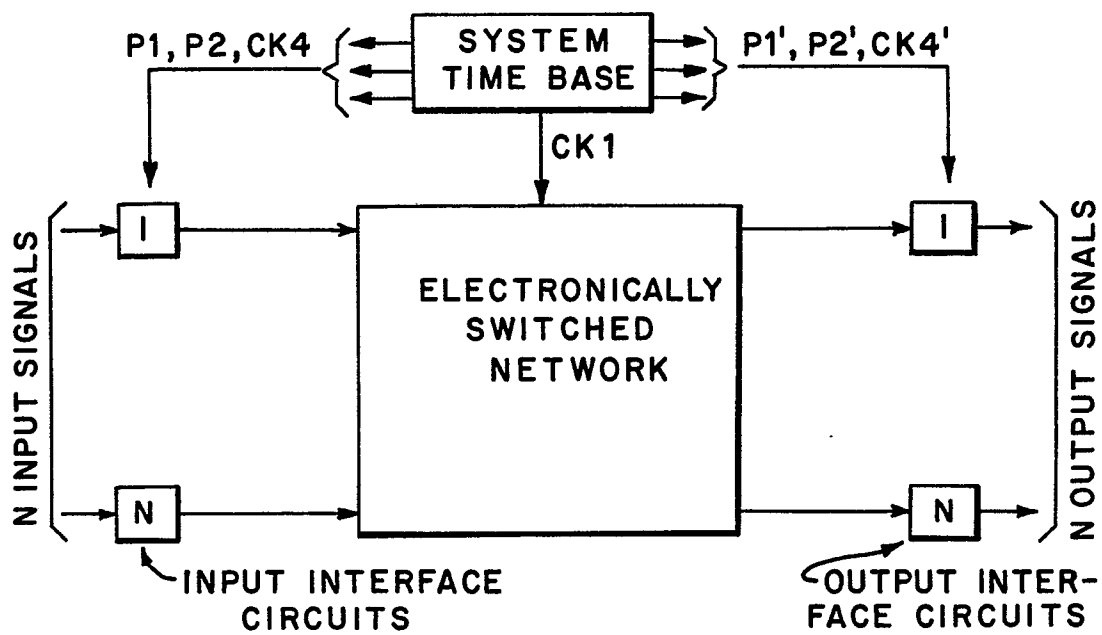 P1, P2, CK4
SYSTEM
TIME BASE
P1', P2', CK4'
CK1
N INPUT SIGNALS
I
I
N OUTPUT SIGNALS
ELECTRONICALLY
SWITCHED
NETWORK
N
N
INPUT INTERFACE
CIRCUITS
OUTPUT INTER-
FACE CIRCUITS